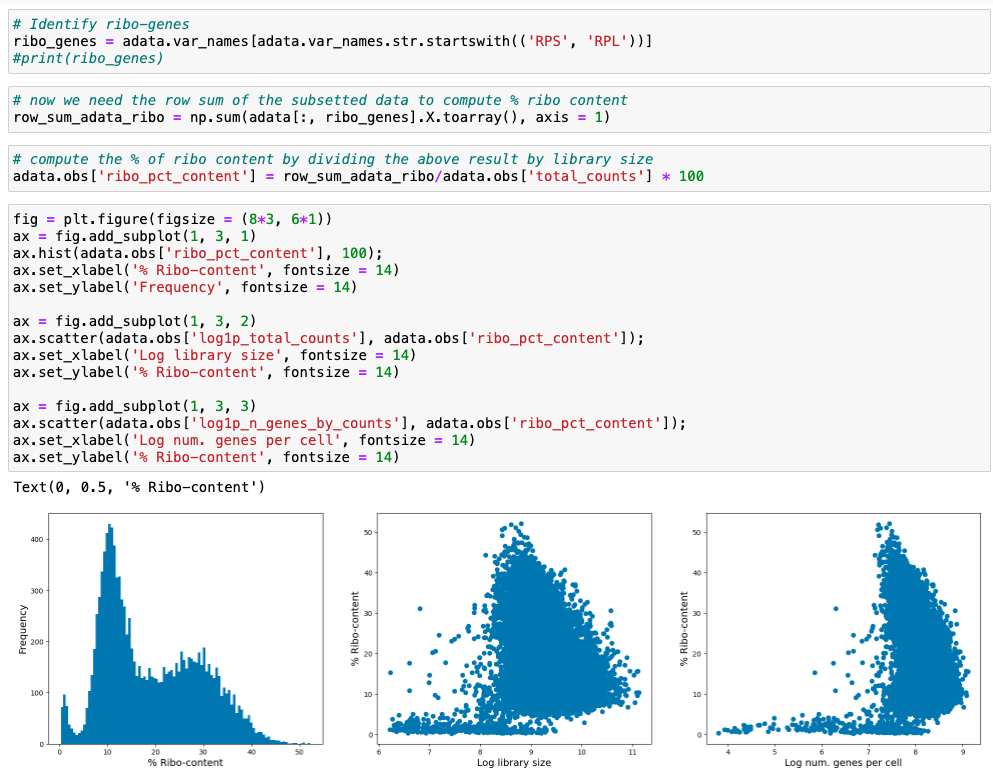 # Identify ribo-genes
ribo_genes = adata.var_names[adata.var_names.str.startswith(('RPS', 'RPL'))]
#print(ribo_genes)
# now we need the row sum of the subsetted data to compute % ribo content
row_sum_adata_ribo = np.sum(adata[:, ribo_genes].X.toarray(), axis = 1)
# compute the % of ribo content by dividing the above result by library size
adata.obs['ribo_pct_content'] = row_sum_adata_ribo/adata.obs['total_counts'] * 100
fig = plt.figure(figsize = (8*3, 6*1))
ax = fig.add_subplot(1, 3, 1)
ax.hist(adata.obs['ribo_pct_content'], 100);
ax.set_xlabel('% Ribo-content', fontsize = 14)
ax.set_ylabel('Frequency', fontsize = 14)
ax = fig.add_subplot(1, 3, 2)
ax.scatter(adata.obs['log1p_total_counts'], adata.obs['ribo_pct_content']);
ax.set_xlabel('Log library size', fontsize = 14)
ax.set_ylabel('% Ribo-content', fontsize = 14)
ax = fig.add_subplot(1, 3, 3)
ax.scatter(adata.obs['log1p_n_genes_by_counts'], adata.obs['ribo_pct_content']);
ax.set_xlabel('Log num. genes per cell', fontsize = 14)
ax.set_ylabel('% Ribo-content', fontsize = 14)
Text(0, 0.5, '% Ribo-content')
Frequency
400
300
200
100
0
0 10 20 30 40 50
% Ribo-content
% Ribo-content
50
40
30
20
10
0
6 7 8 9 10 11
Log library size
% Ribo-content
50
40
30
20
10
0
4 5 6 7 8 9
Log num. genes per cell